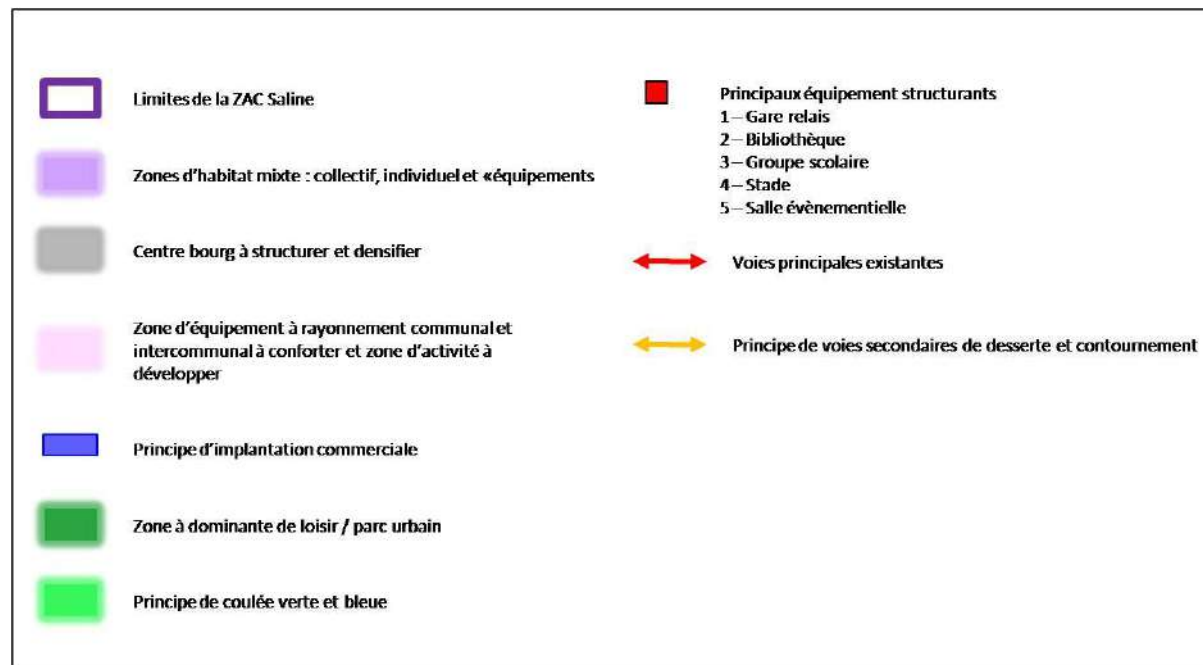 Limites de la ZAC Saline
Zones d'habitat mixte : collectif, individuel et «équipements
Centre bourg à structurer et densifier
Zone d'équipement à rayonnement communal et
intercommunal à conforter et zone d'activité à
développer
Principe d'implantation commerciale
Zone à dominante de loisir / parc urbain
Principe de coulée verte et bleue
Principaux équipement structurants
1 – Gare relais
2 – Bibliothèque
3 – Groupe scolaire
4 – Stade
5 – Salle évènementielle
Voies principales existantes
Principe de voies secondaires de desserte et contournement